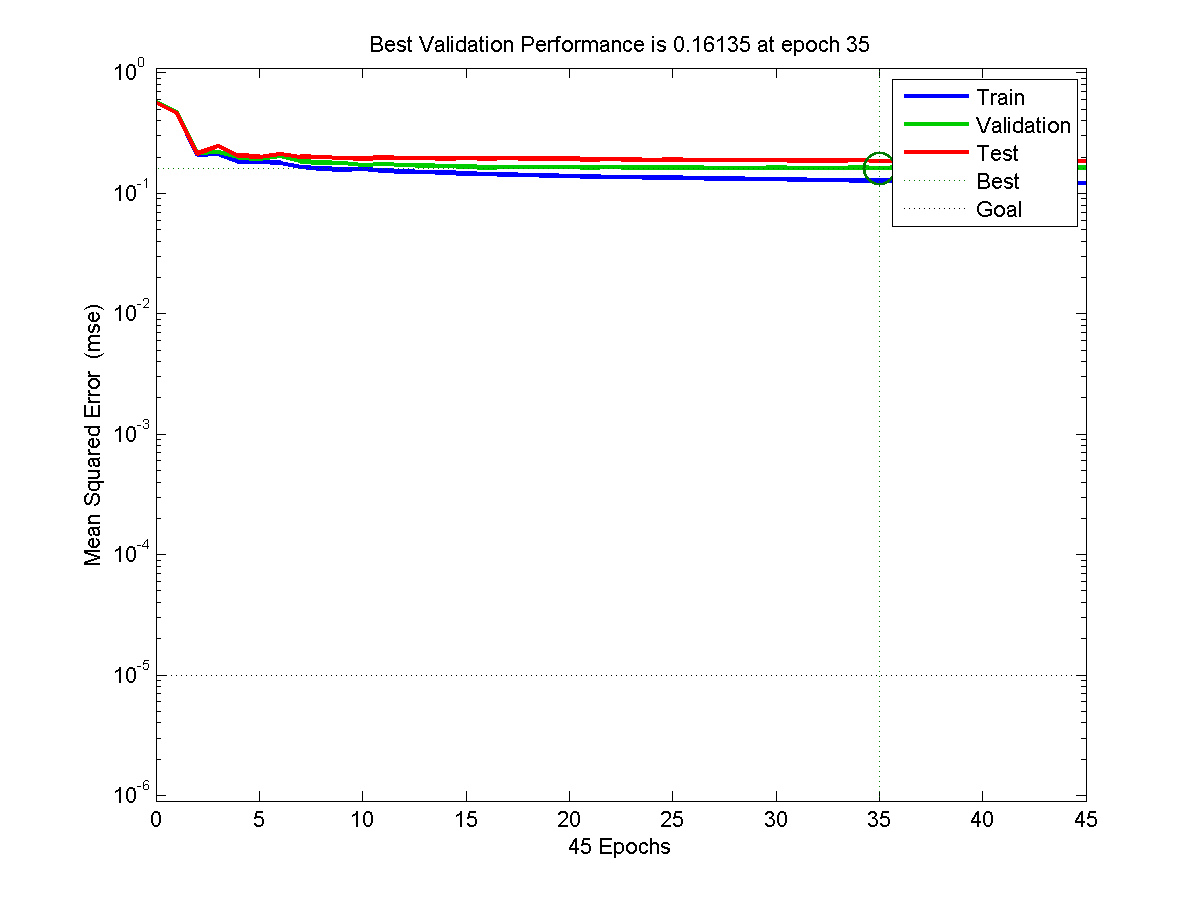 Best Validation Performance is 0.16135 at epoch 35
10^0
10^-1
10^-2
10^-3
10^-4
10^-5
10^-6
Mean Squared Error (mse)
Train
Validation
Test
Best
Goal
0 5 10 15 20 25 30 35 40 45
45 Epochs